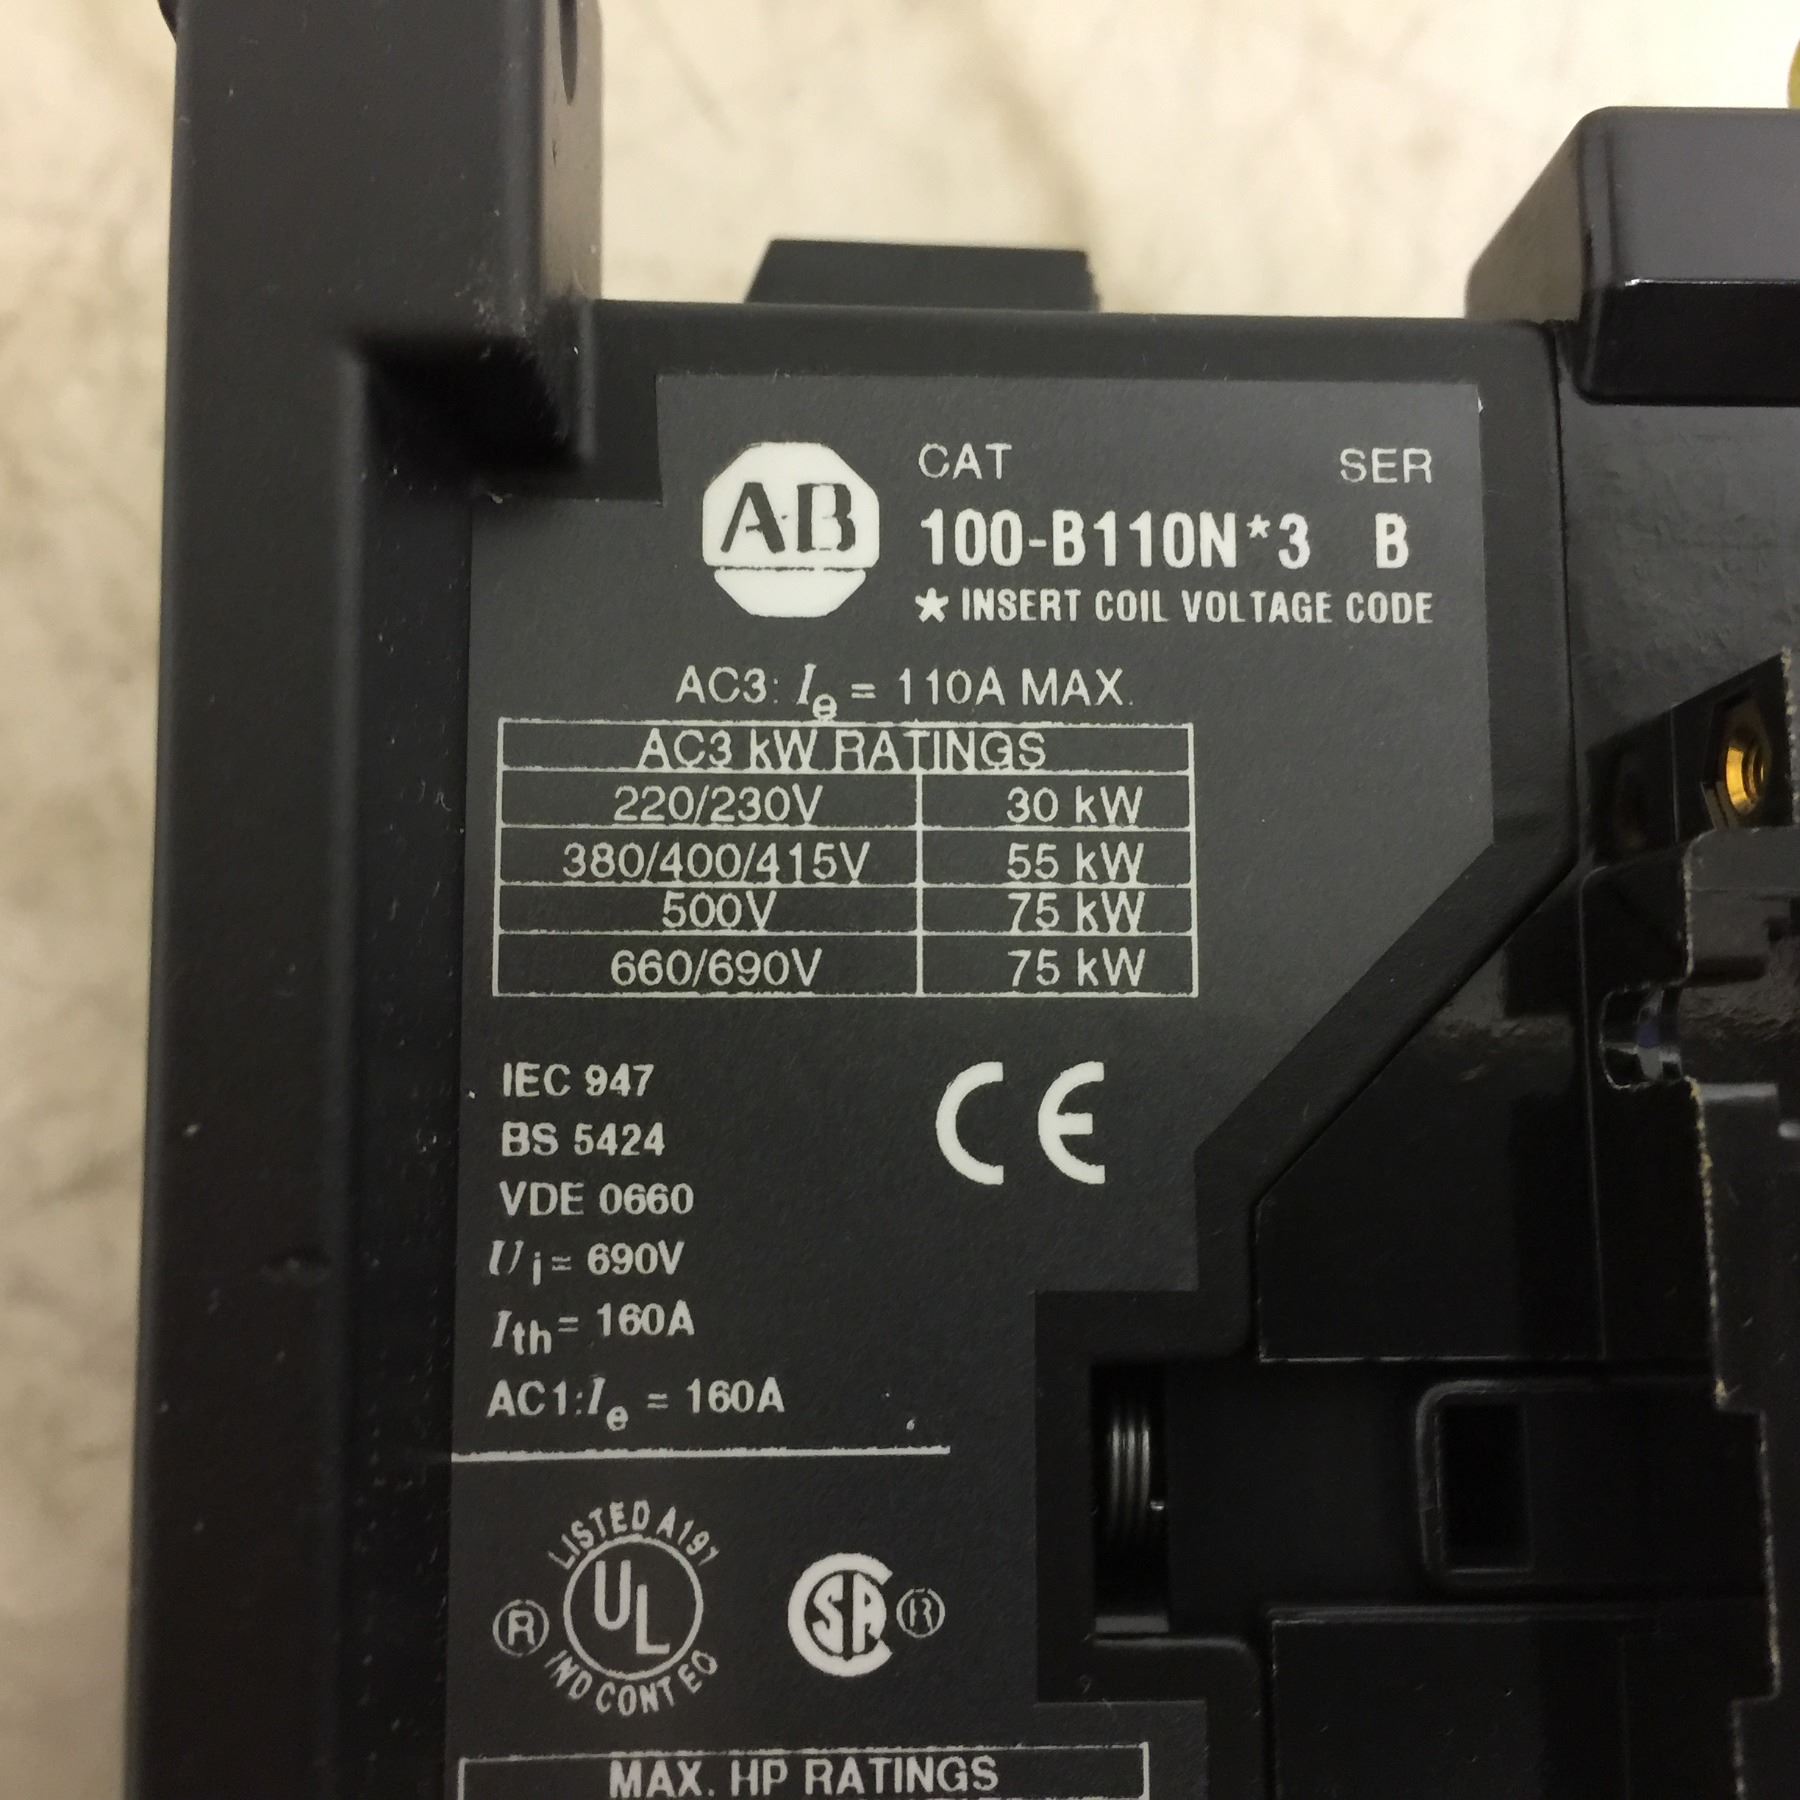 AB
CAT SER
100-B110N*3 B
★ INSERT COIL VOLTAGE CODE
AC3: Ie = 110A MAX.
AC3 kW RATINGS
220/230V 30 kW
380/400/415V 55 kW
500V 75 kW
660/690V 75 kW
IEC 947
BS 5424
VDE 0660
CE
Ui = 690V
Ith = 160A
AC1: Ie = 160A
LISTED A197
® UL
IND CONT EQ
SA ®
MAX. HP RATINGS